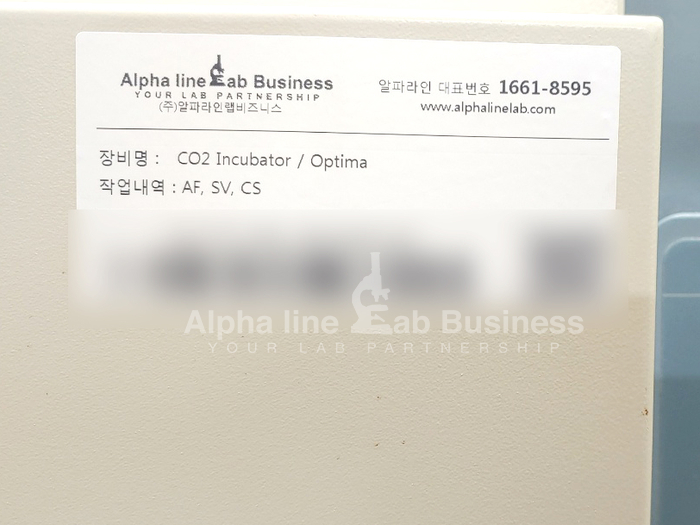 Alpha line Lab Business
YOUR LAB PARTNERSHIP
(주)알파라인랩비즈니스
알파라인 대표번호 1661-8595
www.alphalinelab.com
장비명 : CO2 Incubator / Optima
작업내역 : AF, SV, CS
Alpha line Lab Business
YOUR LAB PARTNERSHIP